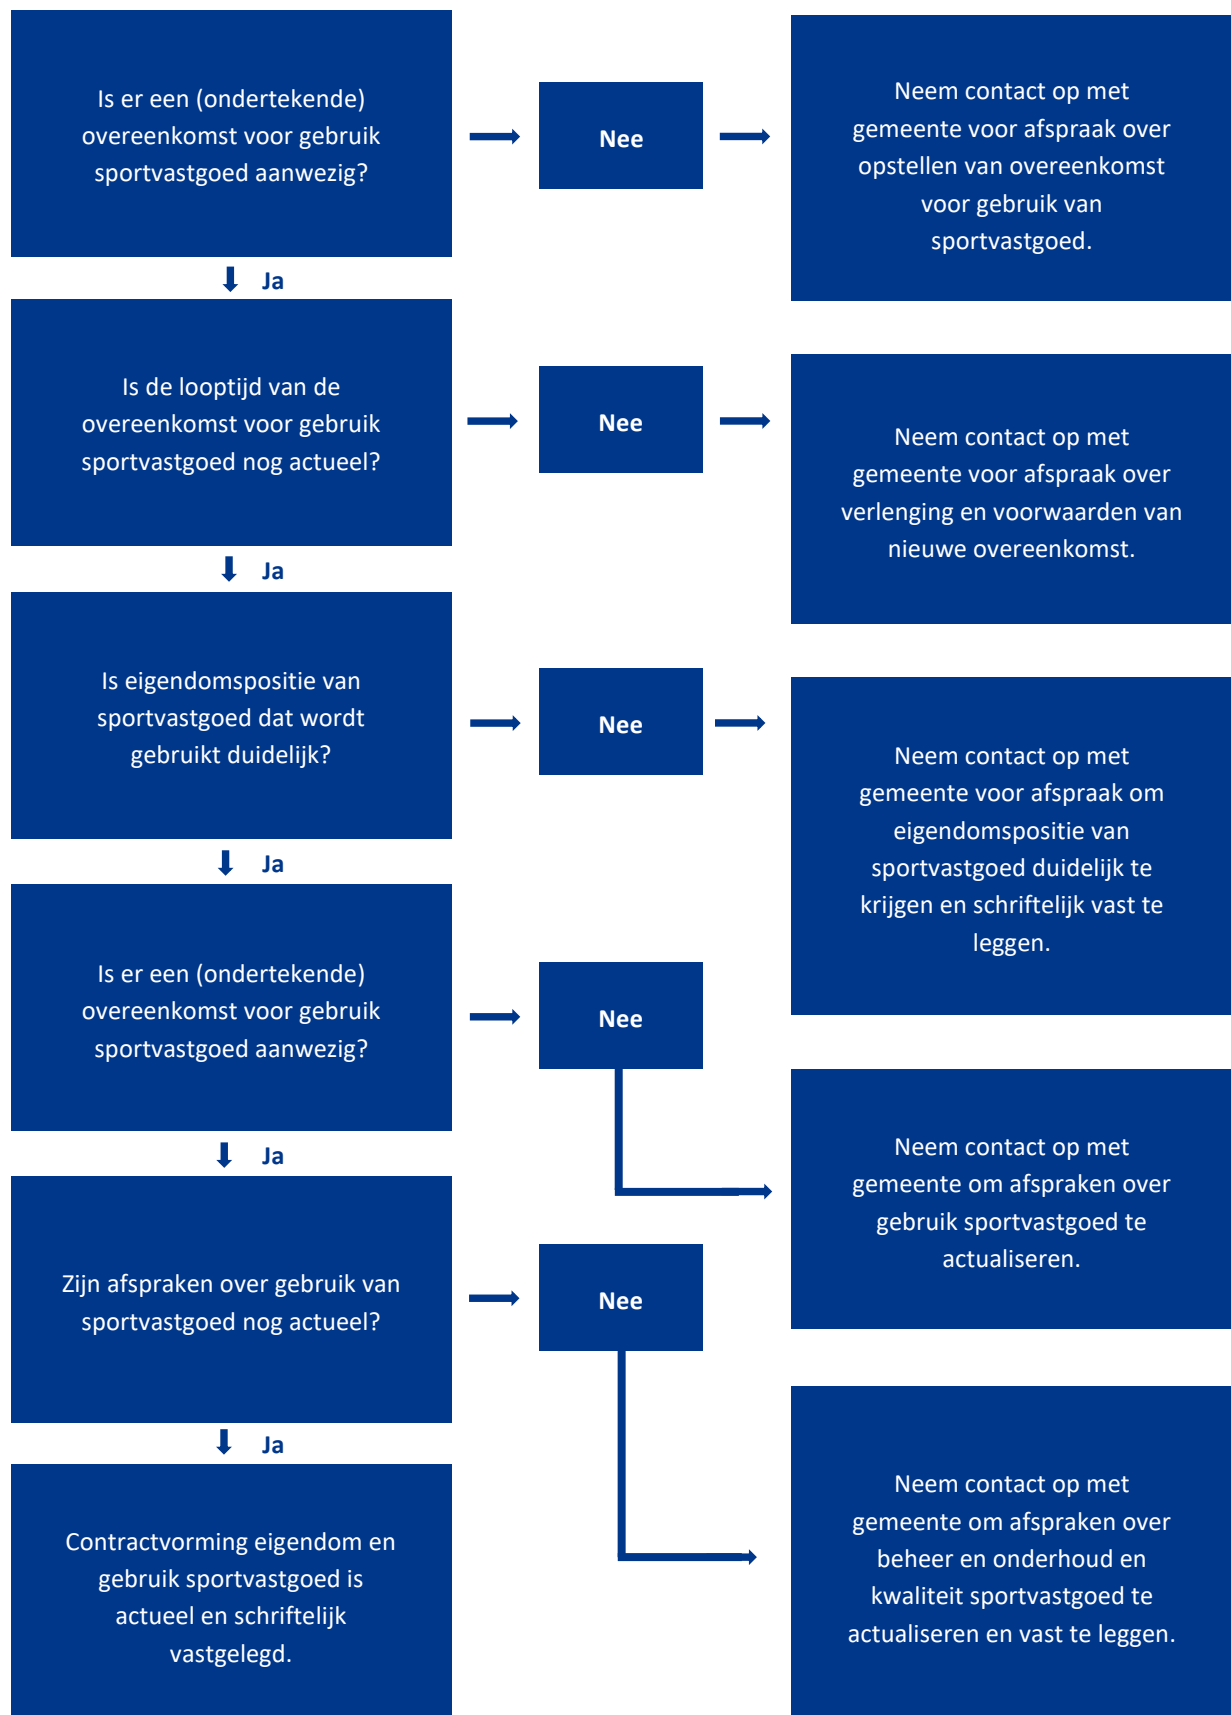 Is er een (ondertekende)
overeenkomst voor gebruik
sportvastgoed aanwezig?
Nee
Neem contact op met
gemeente voor afspraak over
opstellen van overeenkomst
voor gebruik van
sportvastgoed.
Ja
Is de looptijd van de
overeenkomst voor gebruik
sportvastgoed nog actueel?
Nee
Neem contact op met
gemeente voor afspraak over
verlenging en voorwaarden van
nieuwe overeenkomst.
Ja
Is eigendomspositie van
sportvastgoed dat wordt
gebruikt duidelijk?
Nee
Neem contact op met
gemeente voor afspraak om
eigendomspositie van
sportvastgoed duidelijk te
krijgen en schriftelijk vast te
leggen.
Ja
Is er een (ondertekende)
overeenkomst voor gebruik
sportvastgoed aanwezig?
Nee
Neem contact op met
gemeente om afspraken over
gebruik sportvastgoed te
actualiseren.
Ja
Zijn afspraken over gebruik van
sportvastgoed nog actueel?
Nee
Neem contact op met
gemeente om afspraken over
beheer en onderhoud en
kwaliteit sportvastgoed te
actualiseren en vast te leggen.
Ja
Contractvorming eigendom en
gebruik sportvastgoed is
actueel en schriftelijk
vastgelegd.